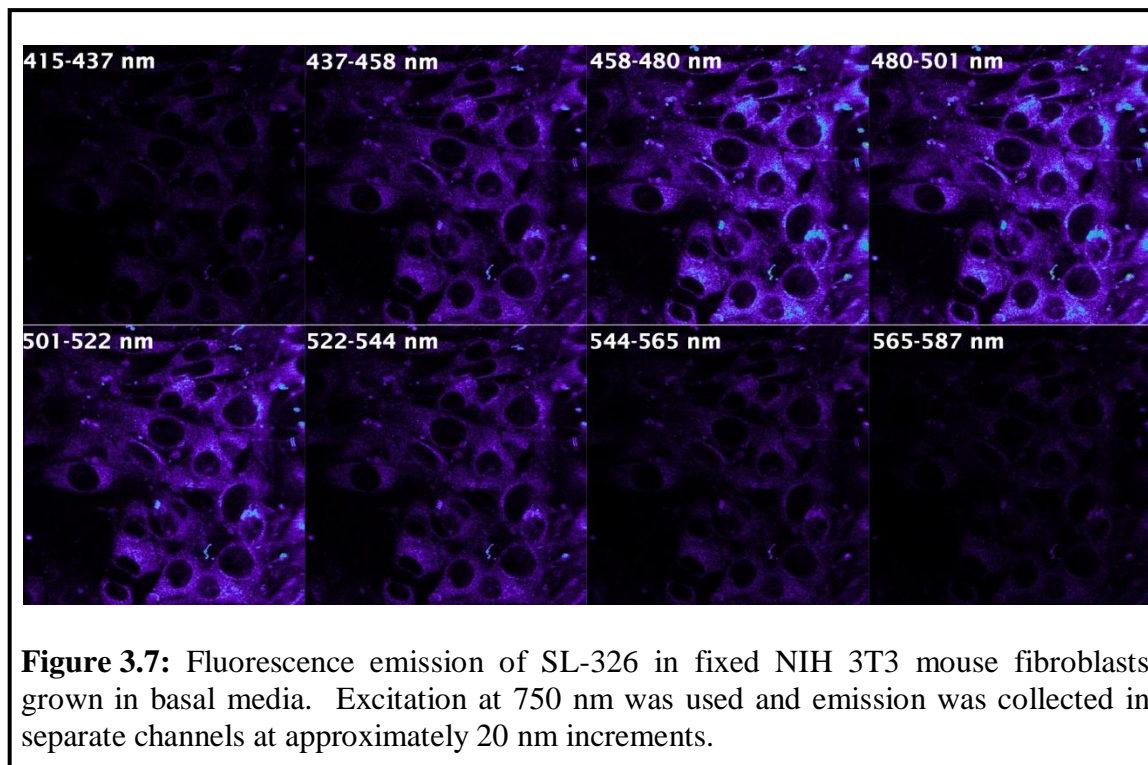 415-437 nm 437-458 nm 458-480 nm 480-501 nm
501-522 nm 522-544 nm 544-565 nm 565-587 nm
Figure 3.7: Fluorescence emission of SL-326 in fixed NIH 3T3 mouse fibroblasts
grown in basal media. Excitation at 750 nm was used and emission was collected in
separate channels at approximately 20 nm increments.